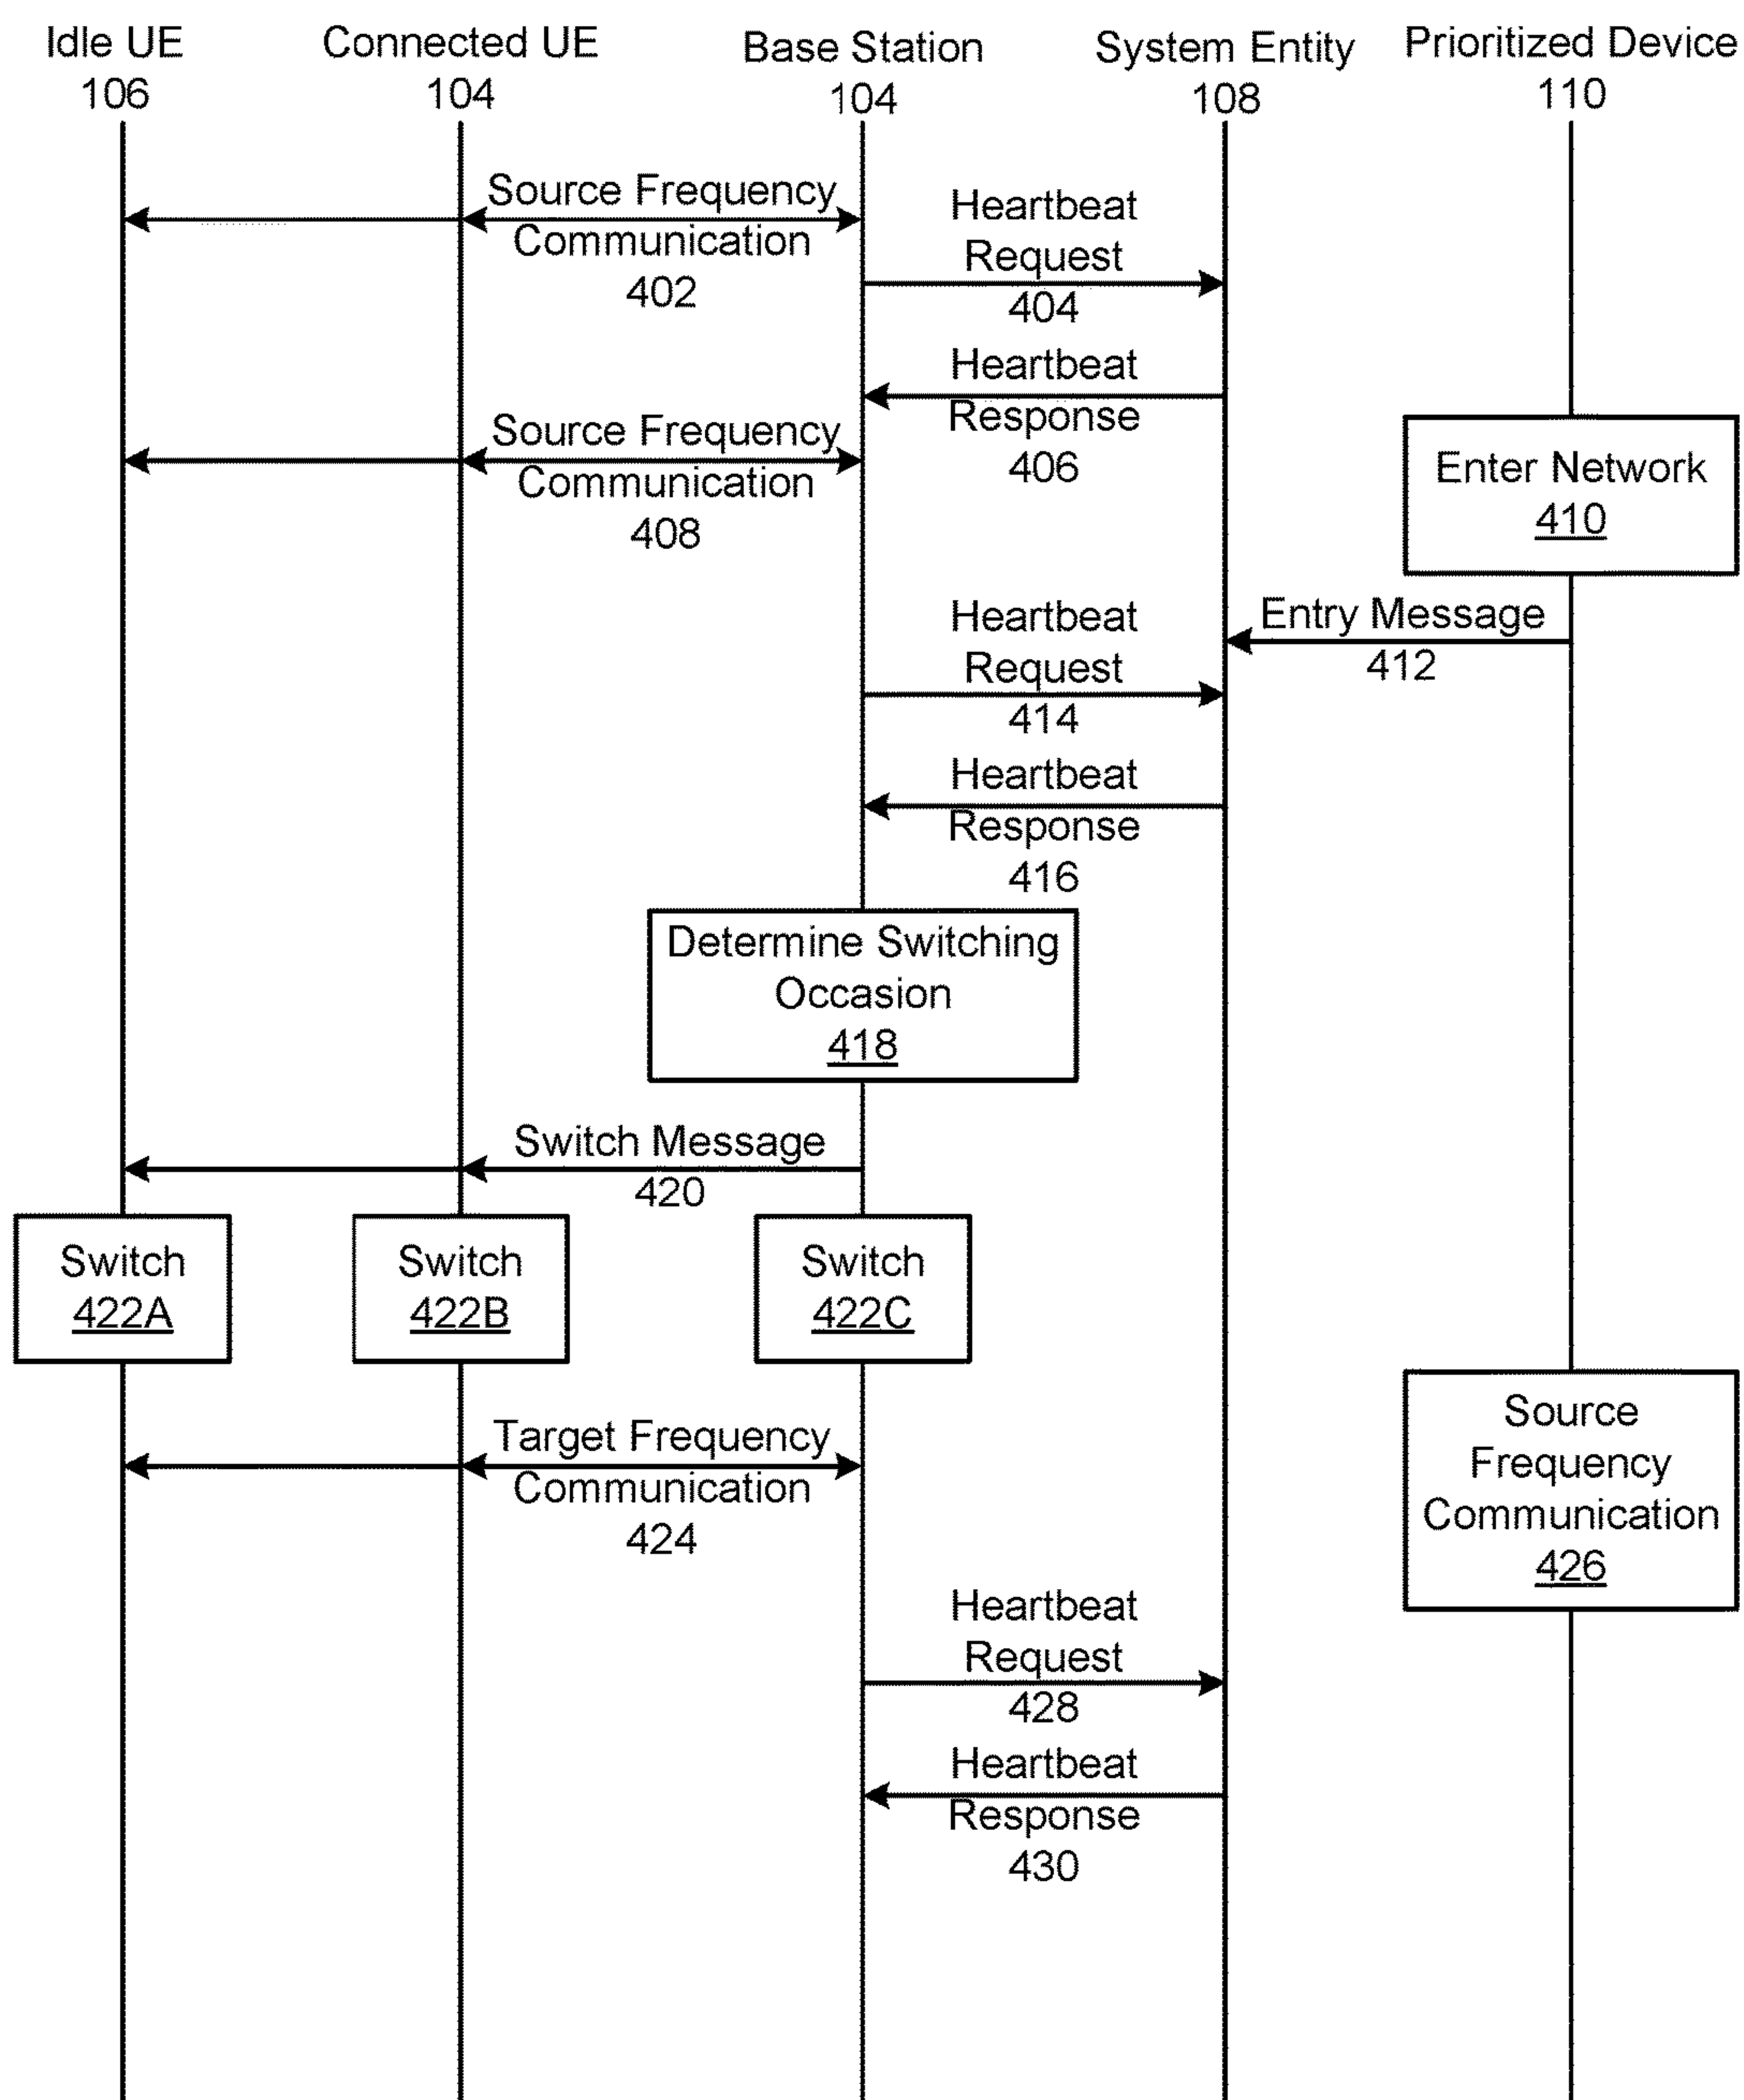 Idle UE
106
Connected UE
104
Base Station
104
System Entity
108
Prioritized Device
110
Source Frequency
Communication
402
Heartbeat
Request
404
Heartbeat
Response
406
Source Frequency
Communication
408
Enter Network
410
Entry Message
412
Heartbeat
Request
414
Heartbeat
Response
416
Determine Switching
Occasion
418
Switch Message
420
Switch
422A
Switch
422B
Switch
422C
Target Frequency
Communication
424
Source
Frequency
Communication
426
Heartbeat
Request
428
Heartbeat
Response
430